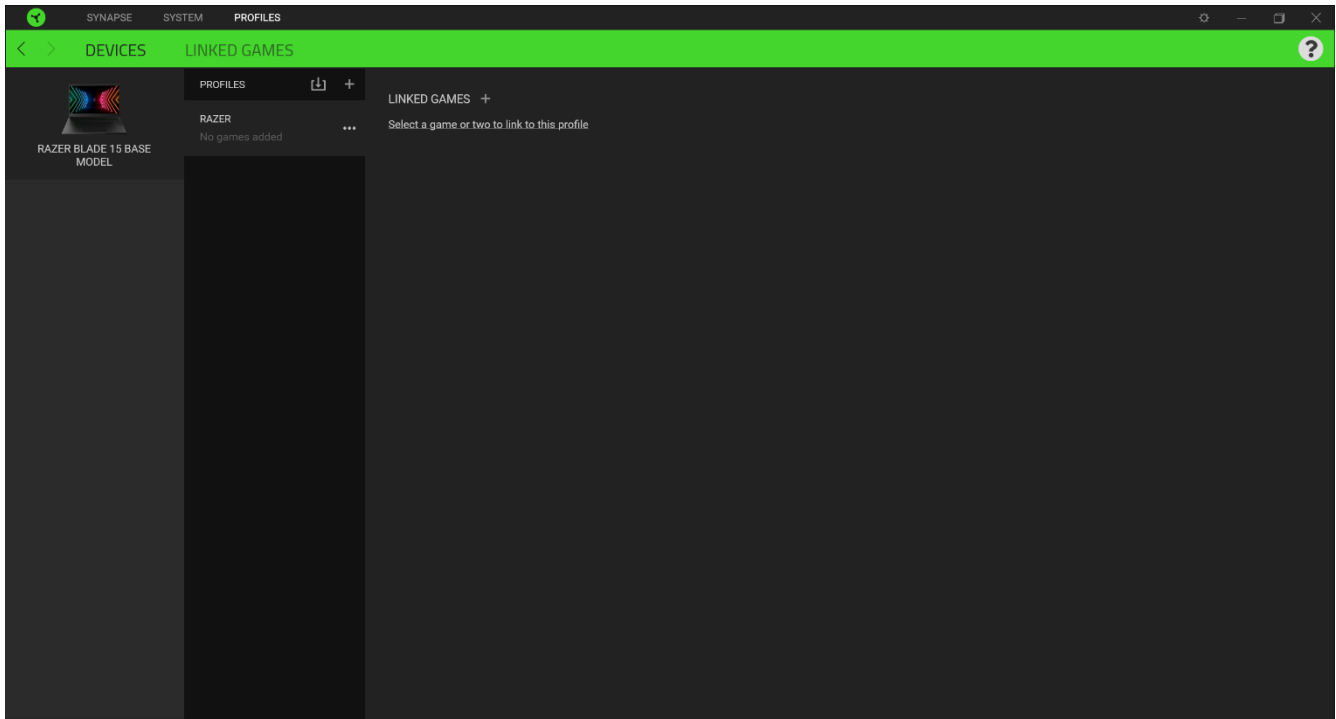 SYNAPSE SYSTEM PROFILES
DEVICES LINKED GAMES ?
RAZER BLADE 15 BASE
MODEL
PROFILES +
RAZER
No games added
LINKED GAMES +
Select a game or two to link to this profile